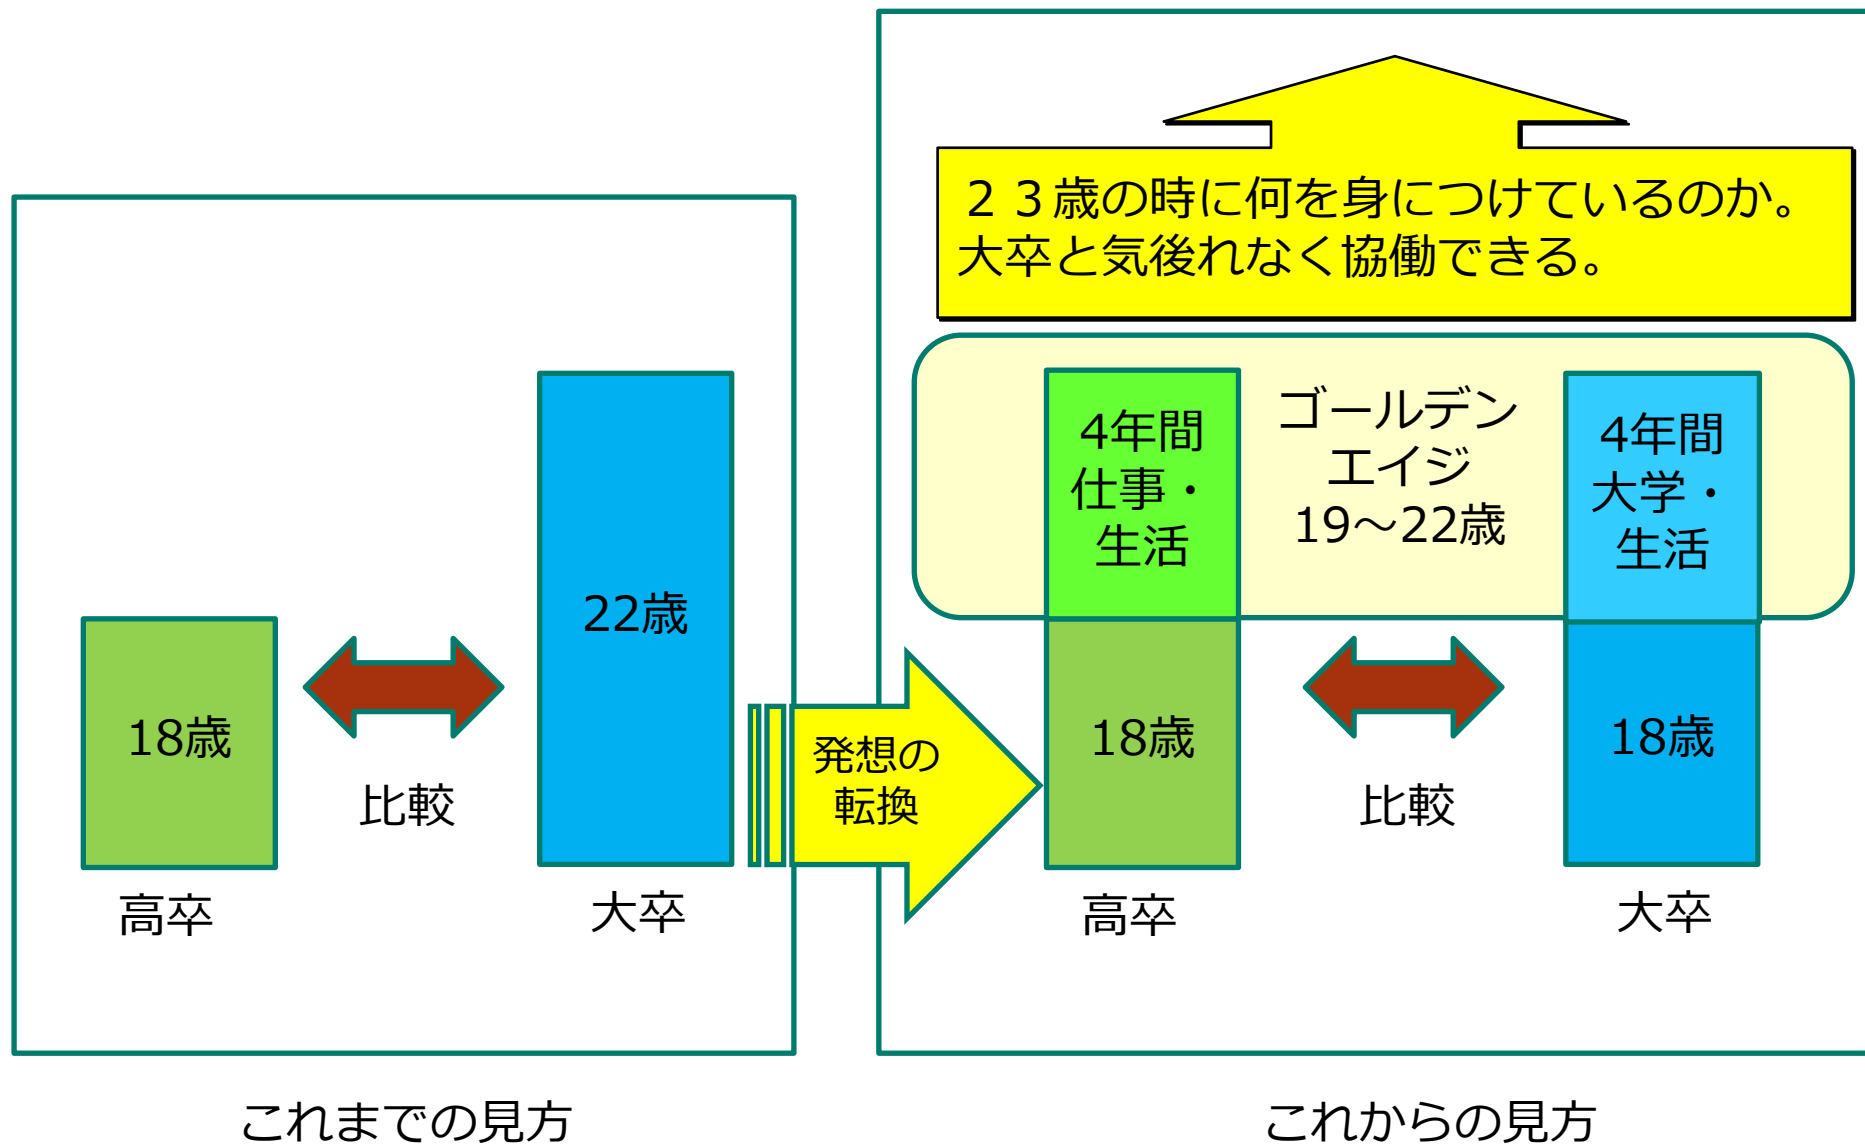 18歳
比較
22歳
高卒
大卒
これまでの見方
発想の
転換
２３歳の時に何を身につけているのか。
大卒と気後れなく協働できる。
4年間
仕事・
生活
ゴールデン
エイジ
19～22歳
4年間
大学・
生活
18歳
比較
18歳
高卒
大卒
これからの見方